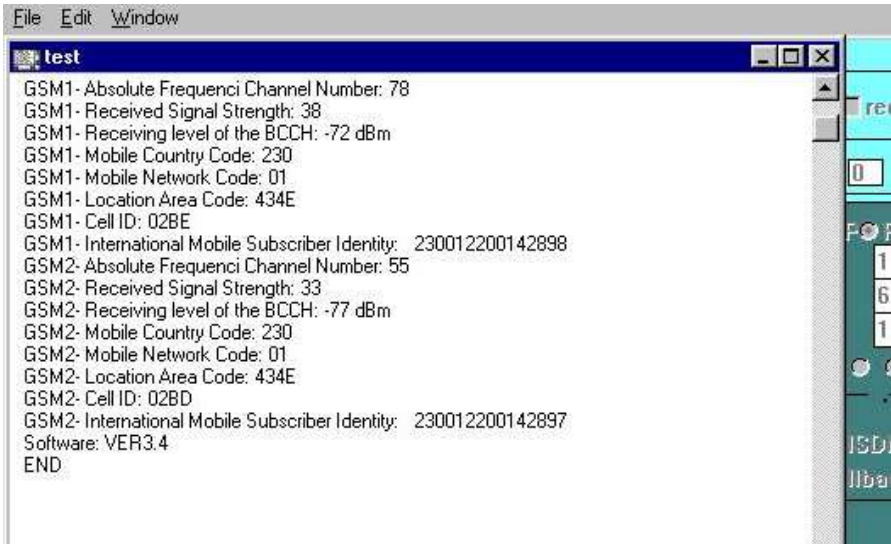 File Edit Window
test
GSM1- Absolute Frequenci Channel Number: 78
GSM1- Received Signal Strength: 38
GSM1- Receiving level of the BCCH: -72 dBm
GSM1- Mobile Country Code: 230
GSM1- Mobile Network Code: 01
GSM1- Location Area Code: 434E
GSM1- Cell ID: 02BE
GSM1- International Mobile Subscriber Identity: 230012200142898
GSM2- Absolute Frequenci Channel Number: 55
GSM2- Received Signal Strength: 33
GSM2- Receiving level of the BCCH: -77 dBm
GSM2- Mobile Country Code: 230
GSM2- Mobile Network Code: 01
GSM2- Location Area Code: 434E
GSM2- Cell ID: 02BD
GSM2- International Mobile Subscriber Identity: 230012200142897
Software: VER3.4
END
0
1
6
1